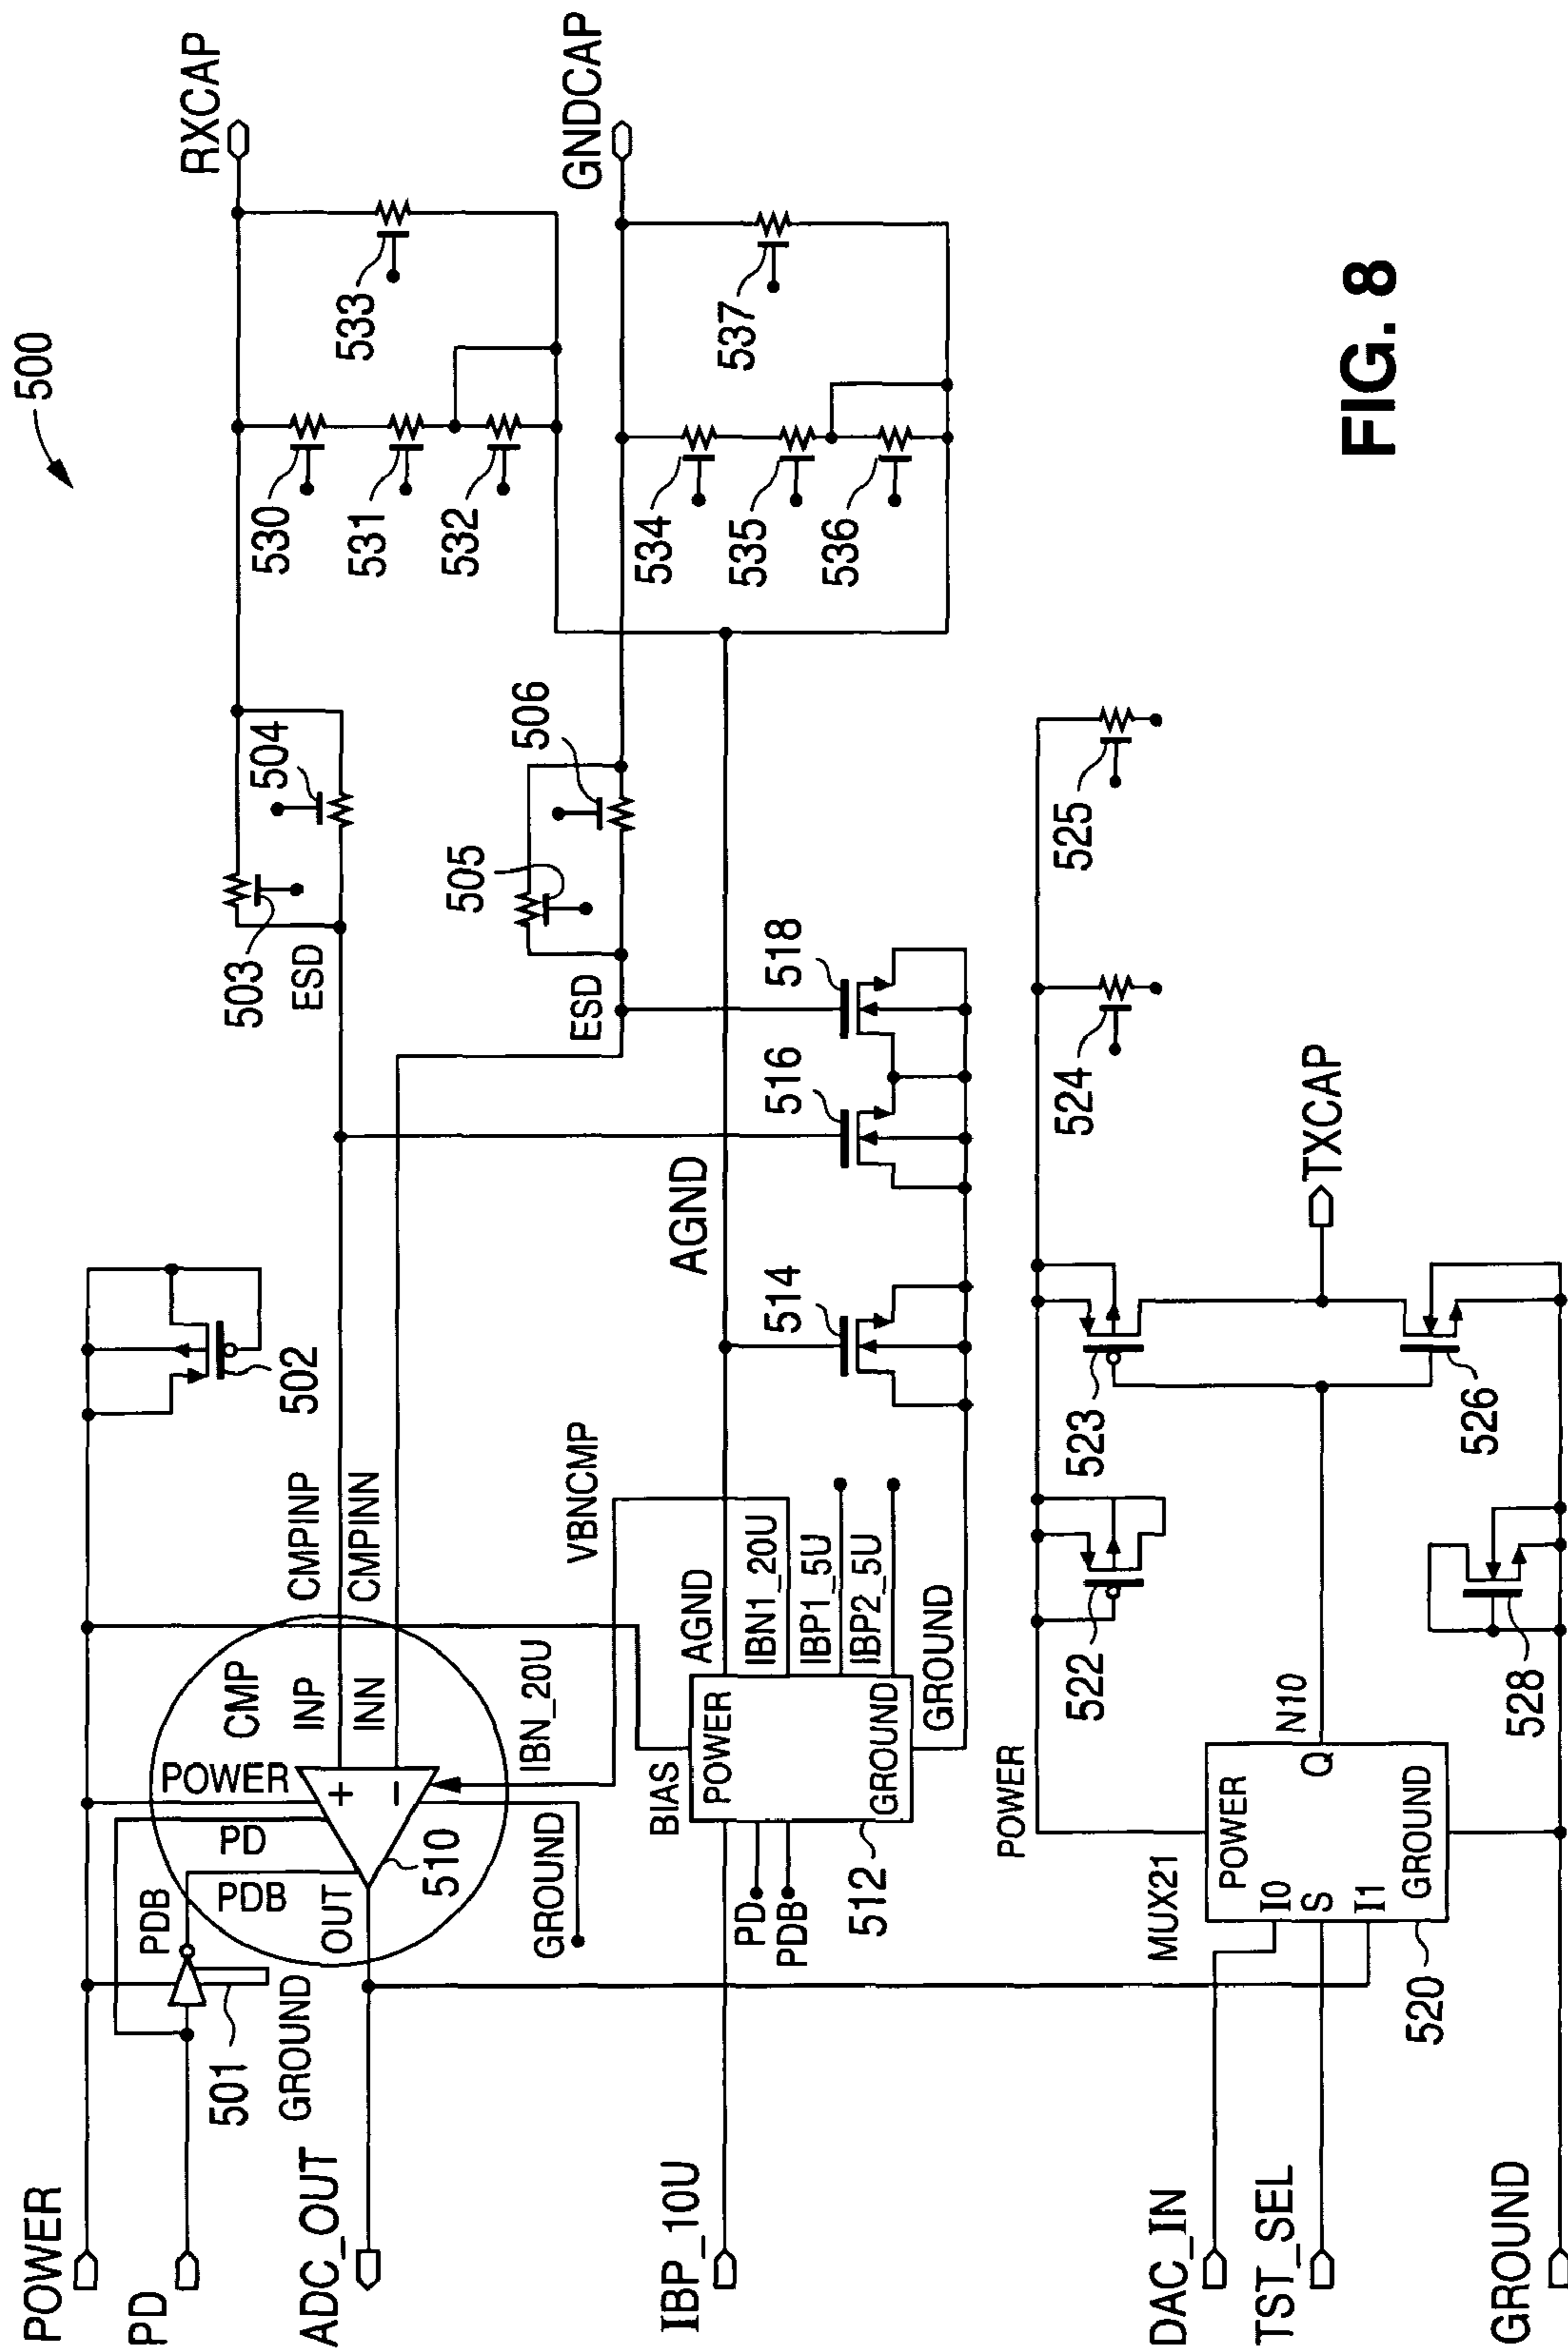 500
RXCAP
GNDCAP
533
537
530
531
532
534
535
536
504
503
ESD
506
505
ESD
518
516
514
AGND
525
524
TXCAP
502
CMPINP
CMPINN
VBNCMP
523
526
522
528
CMP
INP
INN
POWER
+
−
PD
PDB
PDB
OUT
510
GROUND
IBN_20U
501
GROUND
BIAS
POWER
GROUND
AGND
IBN1_20U
IBP1_5U
IBP2_5U
GROUND
PD
PDB
512
POWER
MUX21
POWER
I0
S
I1
Q
GROUND
N10
520
POWER
PD
ADC_OUT
IBP_10U
DAC_IN
TST_SEL
GROUND
FIG. 8